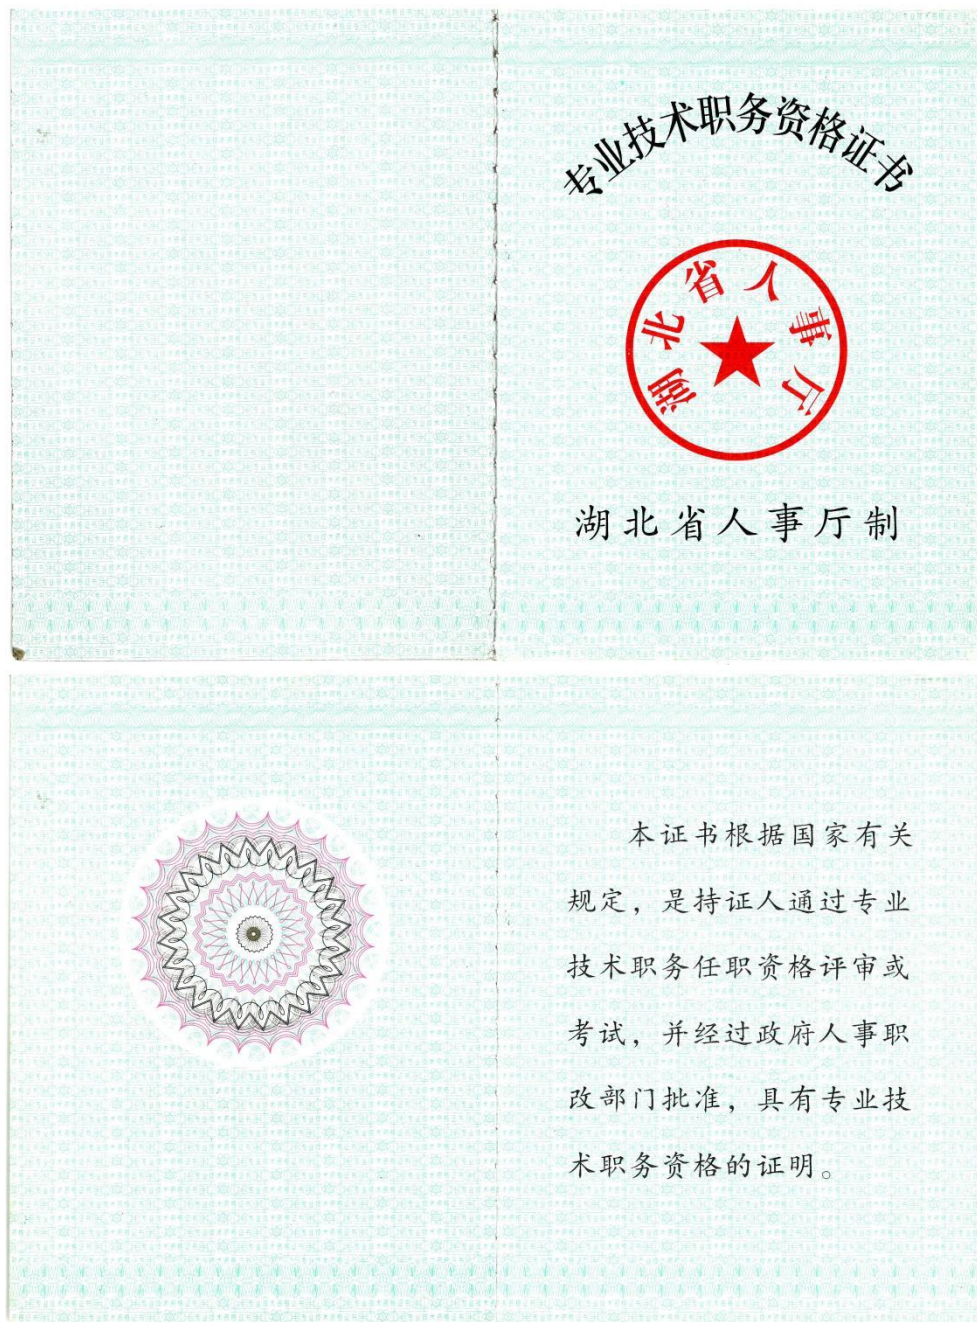 专业技术职务资格证书
湖北省人事厅
湖北省人事厅制
本证书根据国家有关
规定，是持证人通过专业
技术职务任职资格评审或
考试，并经过政府人事职
改部门批准，具有专业技
术职务资格的证明。